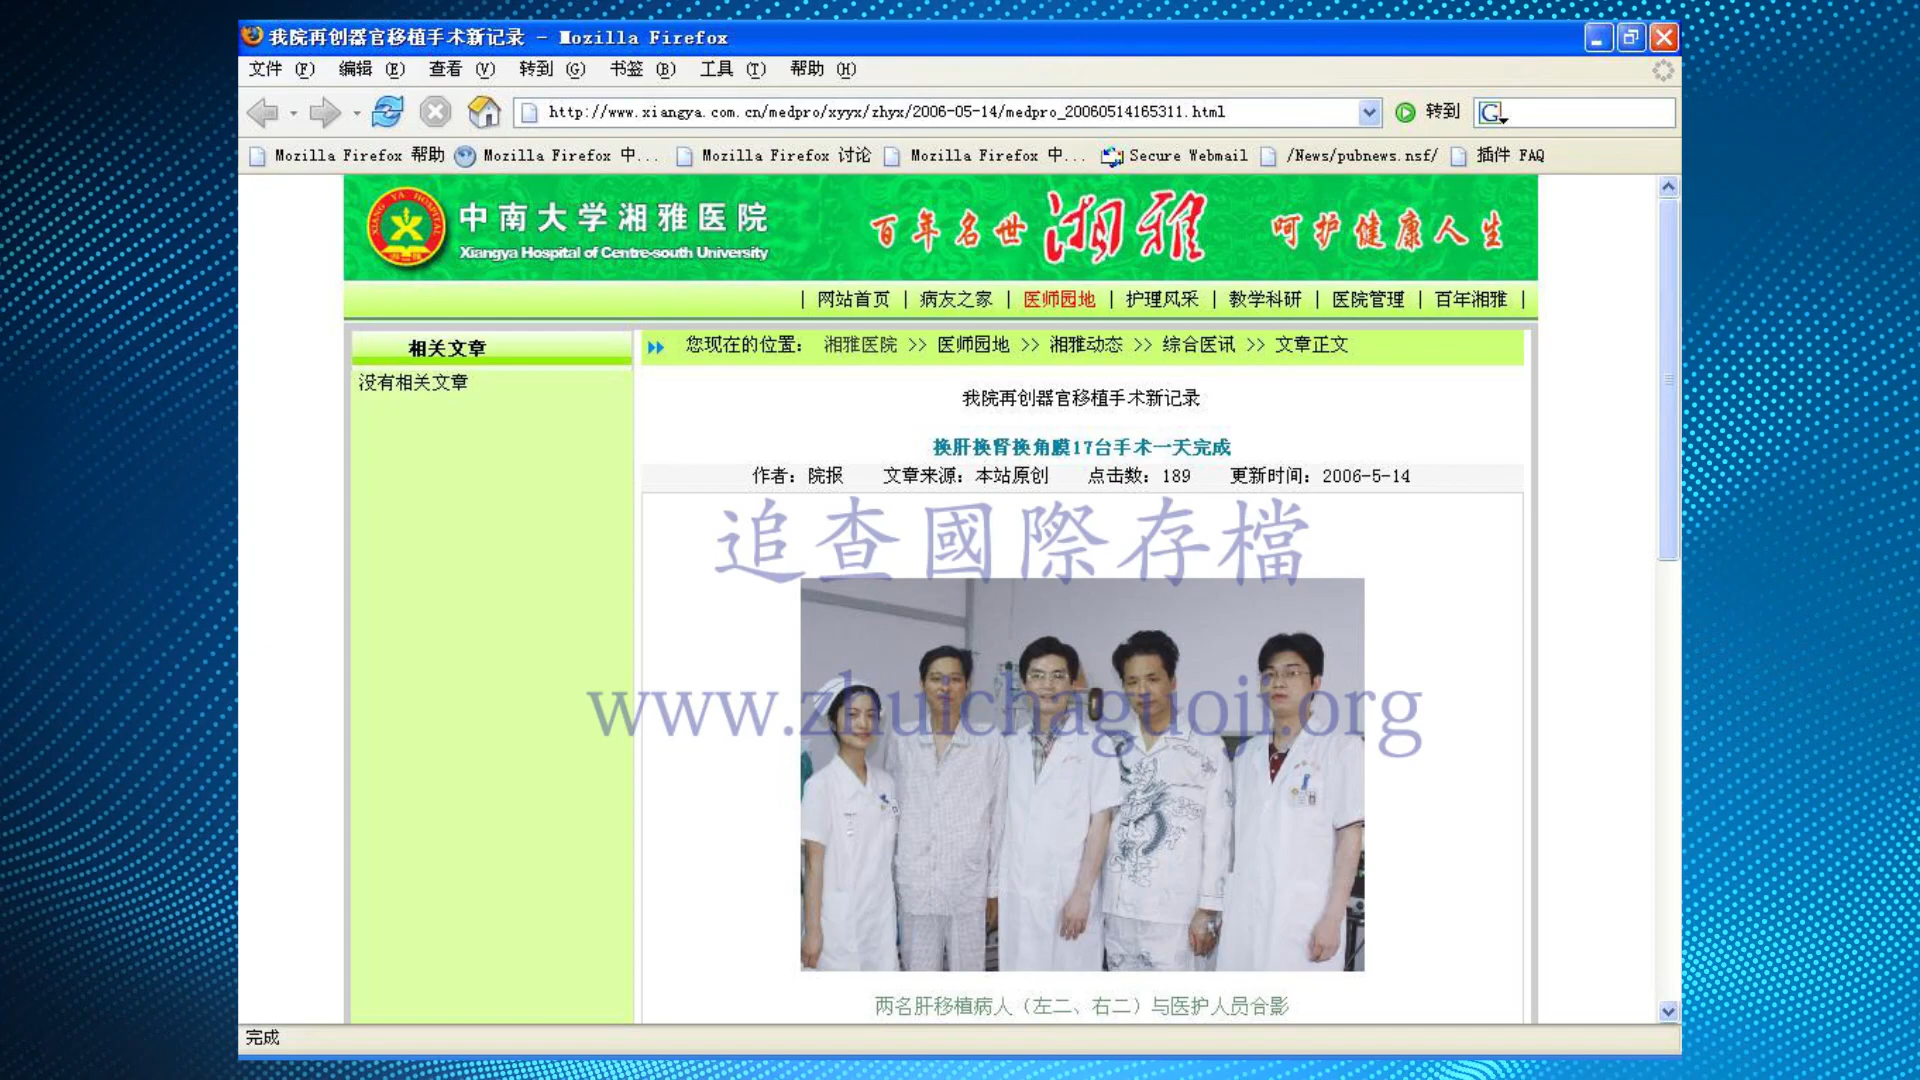 我院再创器官移植手术新记录 - Mozilla Firefox
文件 (F) 编辑 (E) 查看 (V) 转到 (G) 书签 (B) 工具 (T) 帮助 (H)
http://www.xiangya.com.cn/medpro/xyyx/zhyx/2006-05-14/medpro_20060514165311.html 转到 G
Mozilla Firefox 帮助 Mozilla Firefox 中... Mozilla Firefox 讨论 Mozilla Firefox 中... Secure Webmail /News/pubnews.nsf/ 插件 FAQ
XIANG YA HOSPITAL
中南大学湘雅医院
Xiangya Hospital of Centre-south University
百年名世 湘雅 呵护健康人生
| 网站首页 | 病友之家 | 医师园地 | 护理风采 | 教学科研 | 医院管理 | 百年湘雅 |
相关文章
没有相关文章
您现在的位置： 湘雅医院 >> 医师园地 >> 湘雅动态 >> 综合医讯 >> 文章正文
我院再创器官移植手术新记录
换肝换肾换角膜17台手术一天完成
作者：院报 文章来源：本站原创 点击数：189 更新时间：2006-5-14
追查國際存檔
www.zhuichaguoji.org
两名肝移植病人（左二、右二）与医护人员合影
完成